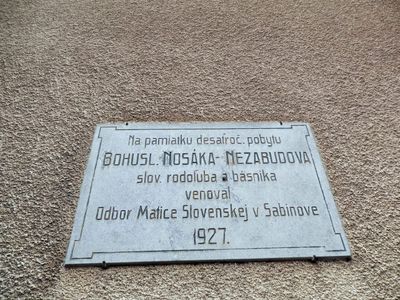 Na pamiatku desaťroč. pobytu
BOHUSL. NOSÁKA-NEZABUDOVA
slov. rodoľuba a básnika
venoval
Odbor Matice Slovenskej v Sabinove
1927.